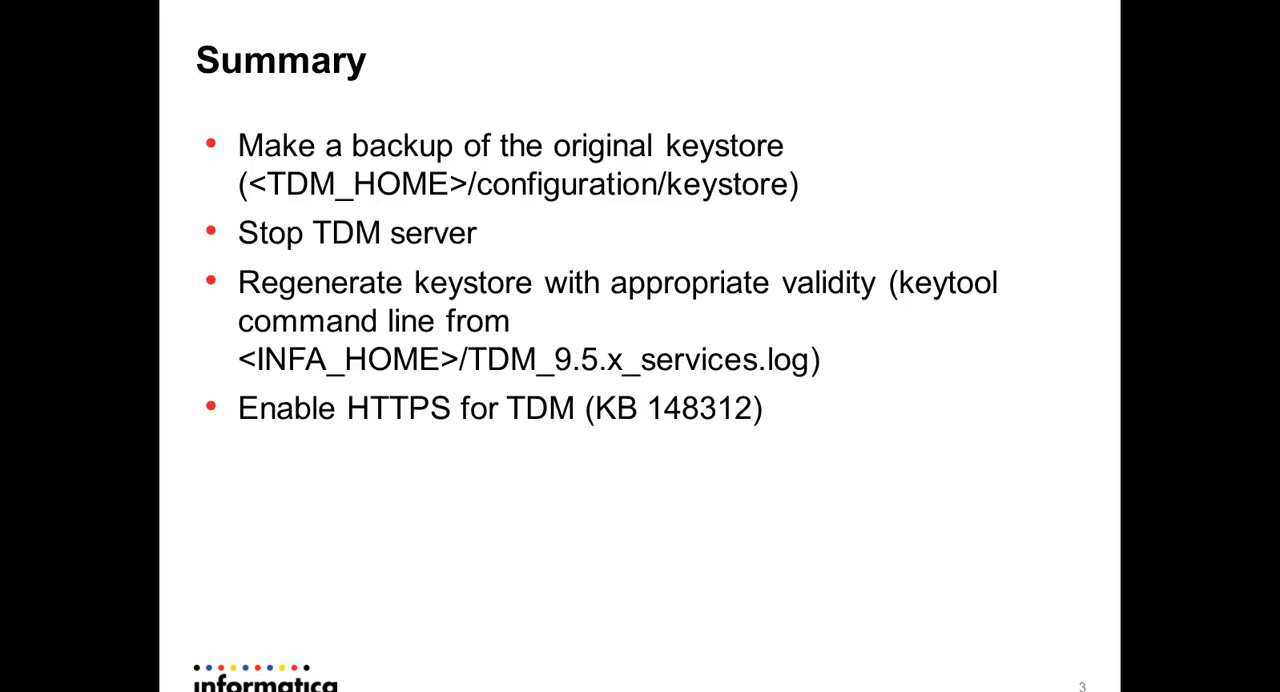 Summary
• Make a backup of the original keystore
(<TDM_HOME>/configuration/keystore)
• Stop TDM server
• Regenerate keystore with appropriate validity (keytool
command line from
<INFA_HOME>/TDM_9.5.x_services.log)
• Enable HTTPS for TDM (KB 148312)
informatica
3